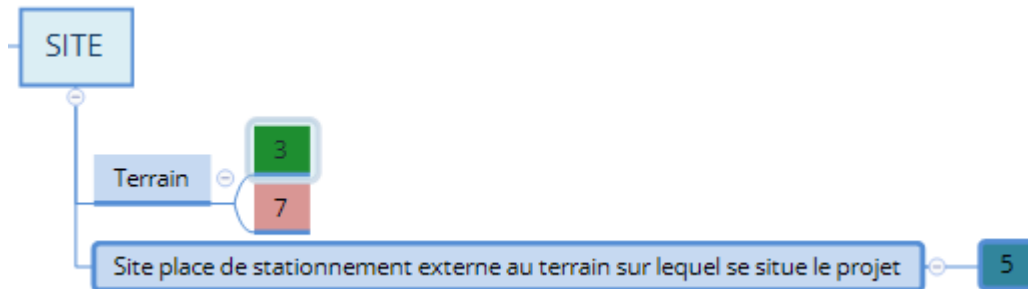 SITE
3
Terrain
7
Site place de stationnement externe au terrain sur lequel se situe le projet
5